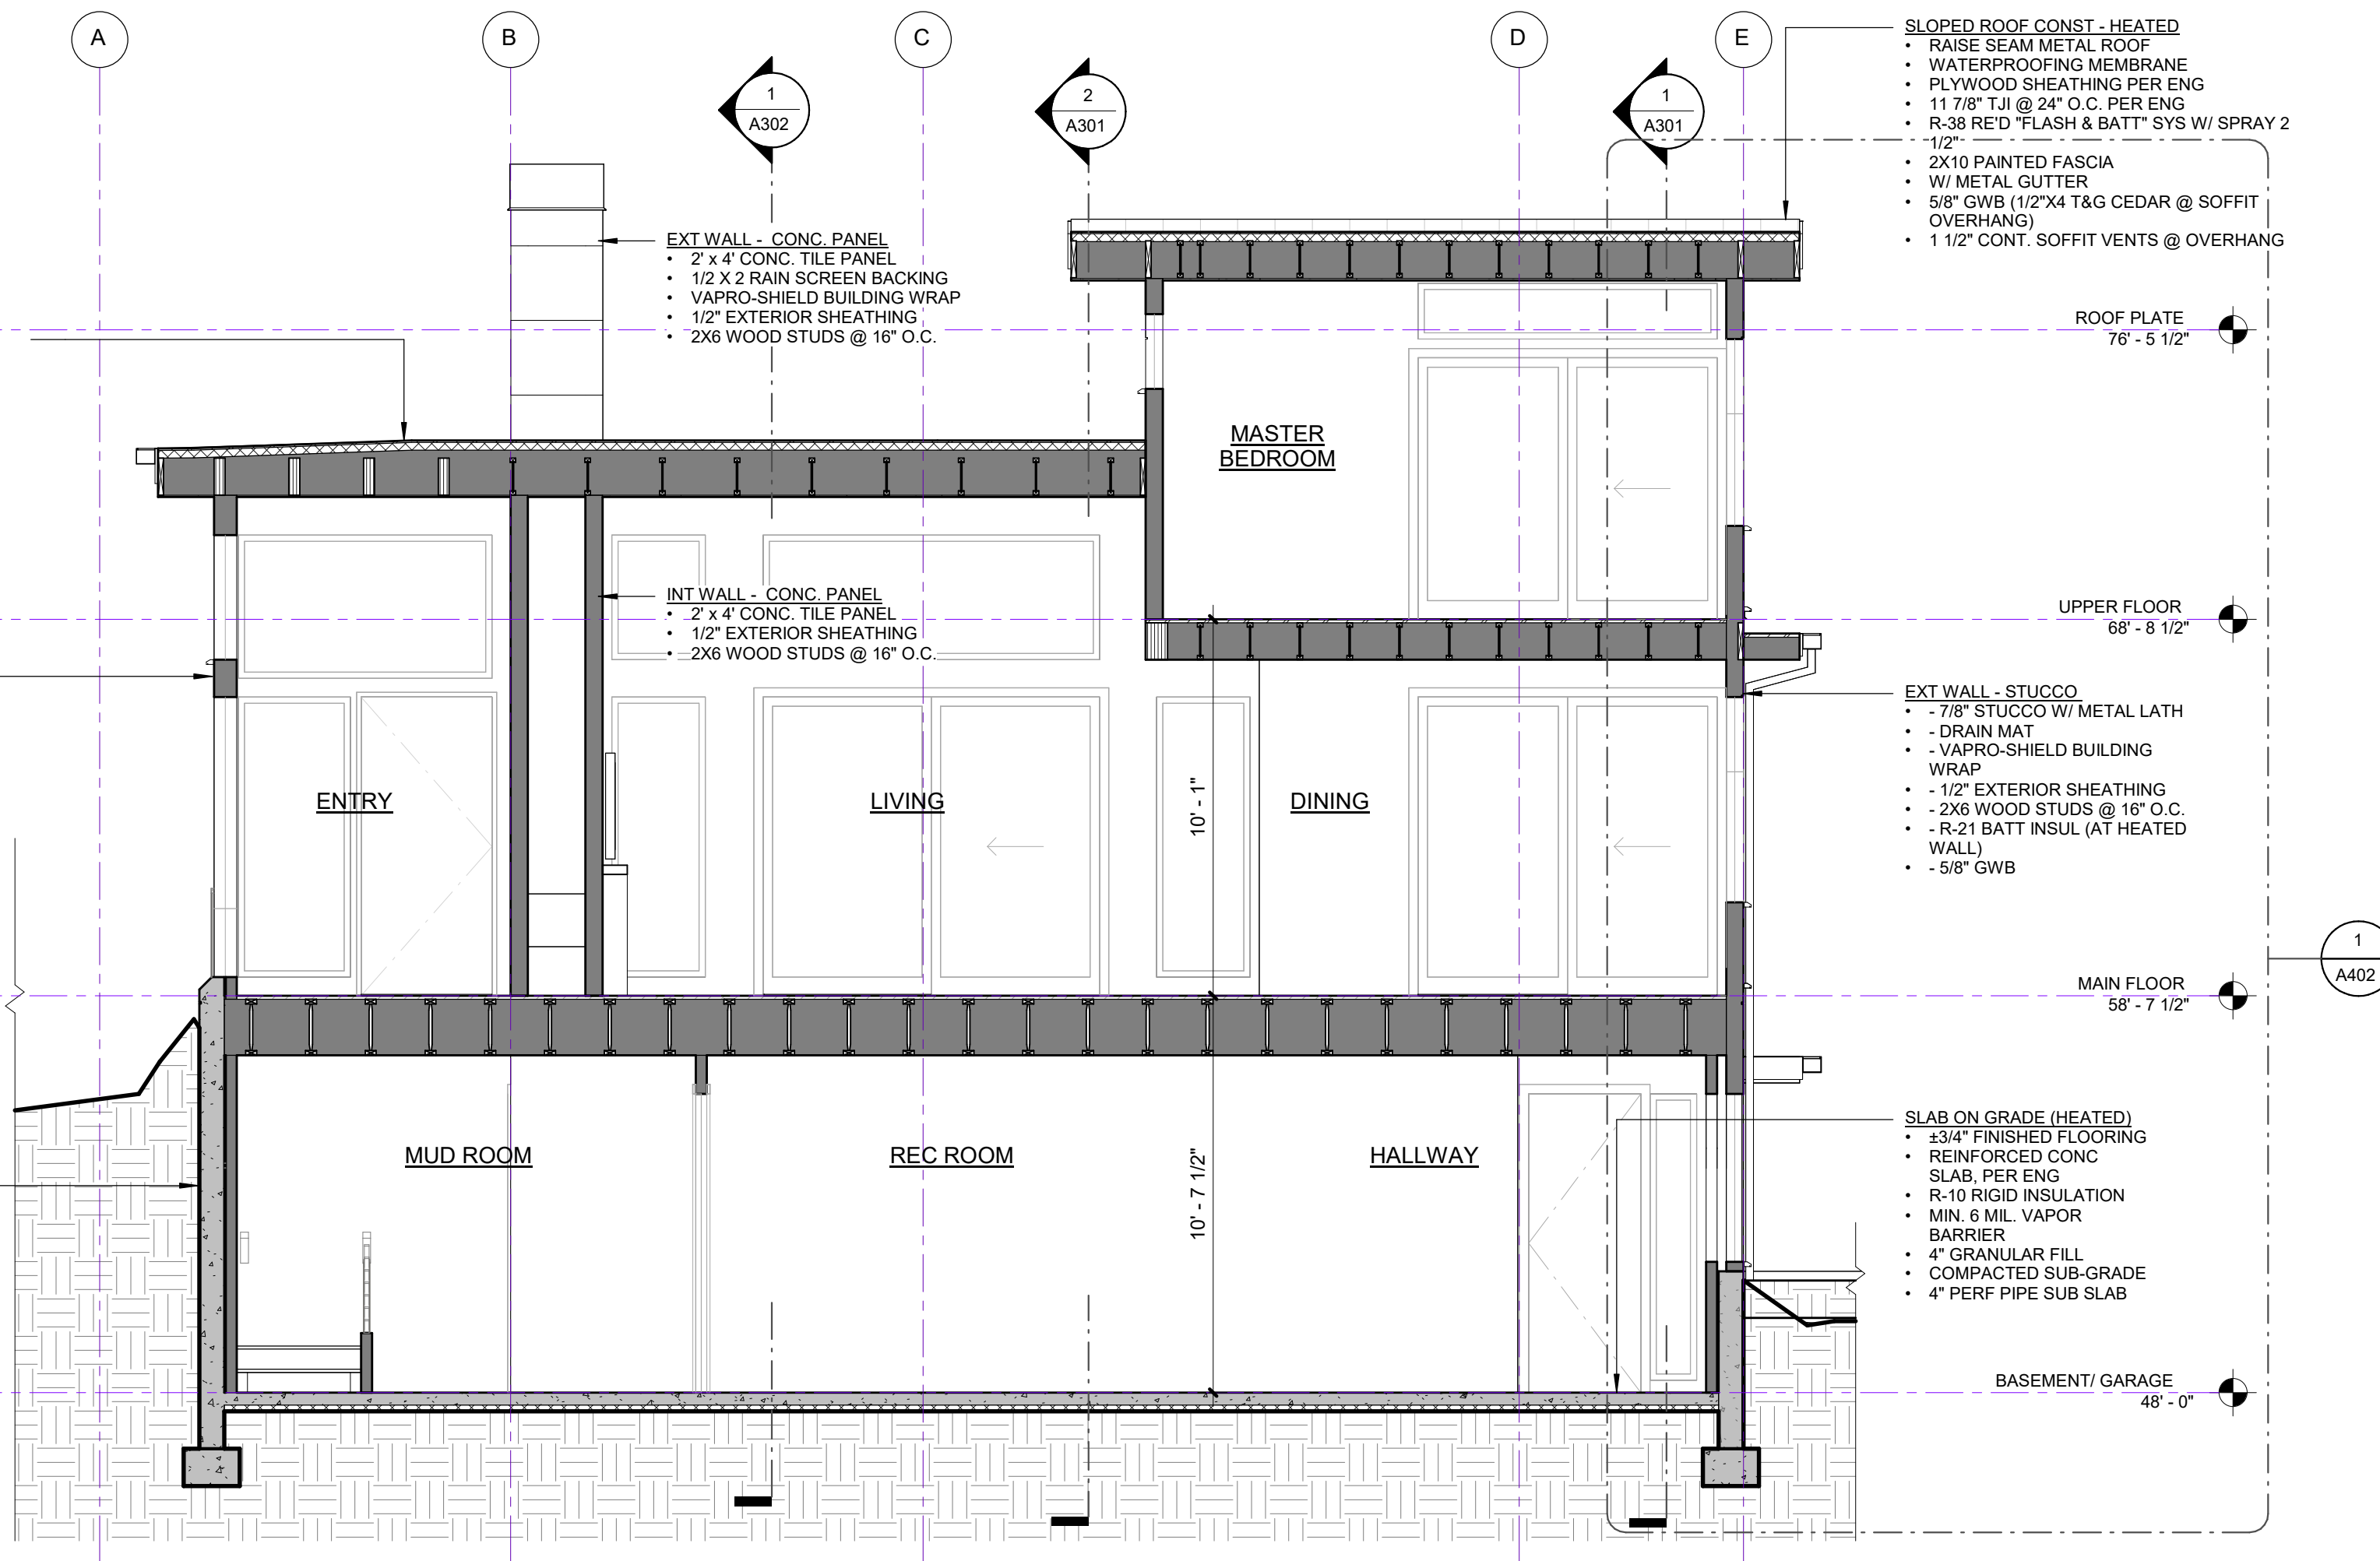 A
B
C
D
E
1
A302
2
A301
1
A301
SLOPED ROOF CONST - HEATED
• RAISE SEAM METAL ROOF
• WATERPROOFING MEMBRANE
• PLYWOOD SHEATHING PER ENG
• 11 7/8" TJI @ 24" O.C. PER ENG
• R-38 RE'D "FLASH & BATT" SYS W/ SPRAY 2
1/2"
• 2X10 PAINTED FASCIA
• W/ METAL GUTTER
• 5/8" GWB (1/2"X4 T&G CEDAR @ SOFFIT
OVERHANG)
• 1 1/2" CONT. SOFFIT VENTS @ OVERHANG
EXT WALL - CONC. PANEL
• 2' x 4' CONC. TILE PANEL
• 1/2 X 2 RAIN SCREEN BACKING
• VAPRO-SHIELD BUILDING WRAP
• 1/2" EXTERIOR SHEATHING
• 2X6 WOOD STUDS @ 16" O.C.
ROOF PLATE
76' - 5 1/2"
MASTER
BEDROOM
INT WALL - CONC. PANEL
• 2' x 4' CONC. TILE PANEL
• 1/2" EXTERIOR SHEATHING
• 2X6 WOOD STUDS @ 16" O.C.
UPPER FLOOR
68' - 8 1/2"
EXT WALL - STUCCO
• - 7/8" STUCCO W/ METAL LATH
• - DRAIN MAT
• - VAPRO-SHIELD BUILDING
WRAP
• - 1/2" EXTERIOR SHEATHING
• - 2X6 WOOD STUDS @ 16" O.C.
• - R-21 BATT INSUL (AT HEATED
WALL)
• - 5/8" GWB
ENTRY
LIVING
10' - 1"
DINING
1
A402
MAIN FLOOR
58' - 7 1/2"
MUD ROOM
REC ROOM
10' - 7 1/2"
HALLWAY
SLAB ON GRADE (HEATED)
• ±3/4" FINISHED FLOORING
• REINFORCED CONC
SLAB, PER ENG
• R-10 RIGID INSULATION
• MIN. 6 MIL. VAPOR
BARRIER
• 4" GRANULAR FILL
• COMPACTED SUB-GRADE
• 4" PERF PIPE SUB SLAB
BASEMENT/ GARAGE
48' - 0"